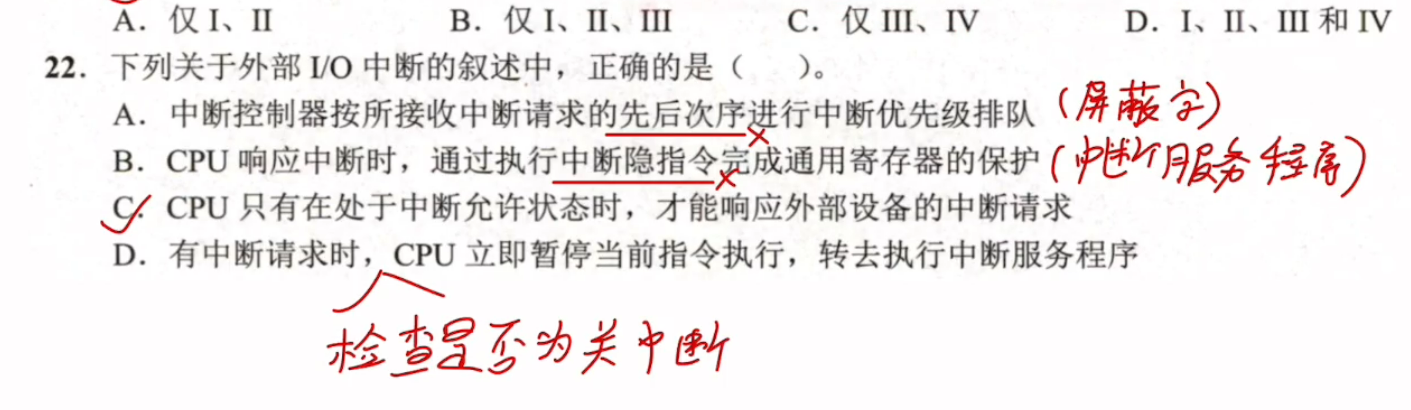 A. 仅 I、II B. 仅 I、II、III C. 仅 III、IV D. I、II、III 和 IV
22. 下列关于外部 I/O 中断的叙述中，正确的是（ ）。
A. 中断控制器按所接收中断请求的先后次序进行中断优先级排队 (屏蔽字)
B. CPU 响应中断时，通过执行中断隐指令完成通用寄存器的保护 (中断服务程序)
C. CPU 只有在处于中断允许状态时，才能响应外部设备的中断请求
D. 有中断请求时，CPU 立即暂停当前指令执行，转去执行中断服务程序
检查是否为关中断